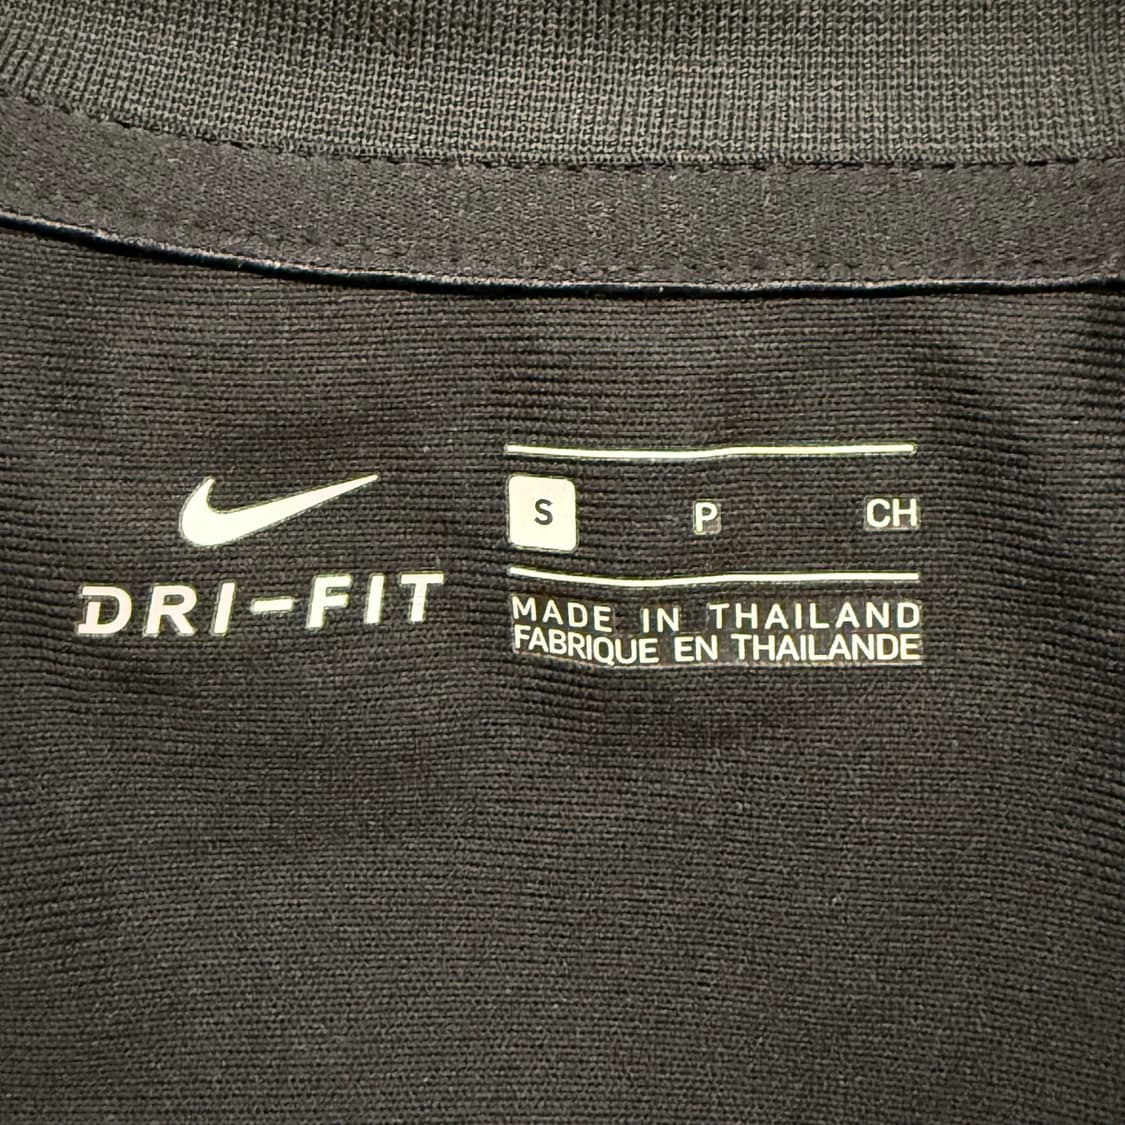 DRI-FIT
S P CH
MADE IN THAILAND
FABRIQUE EN THAILANDE